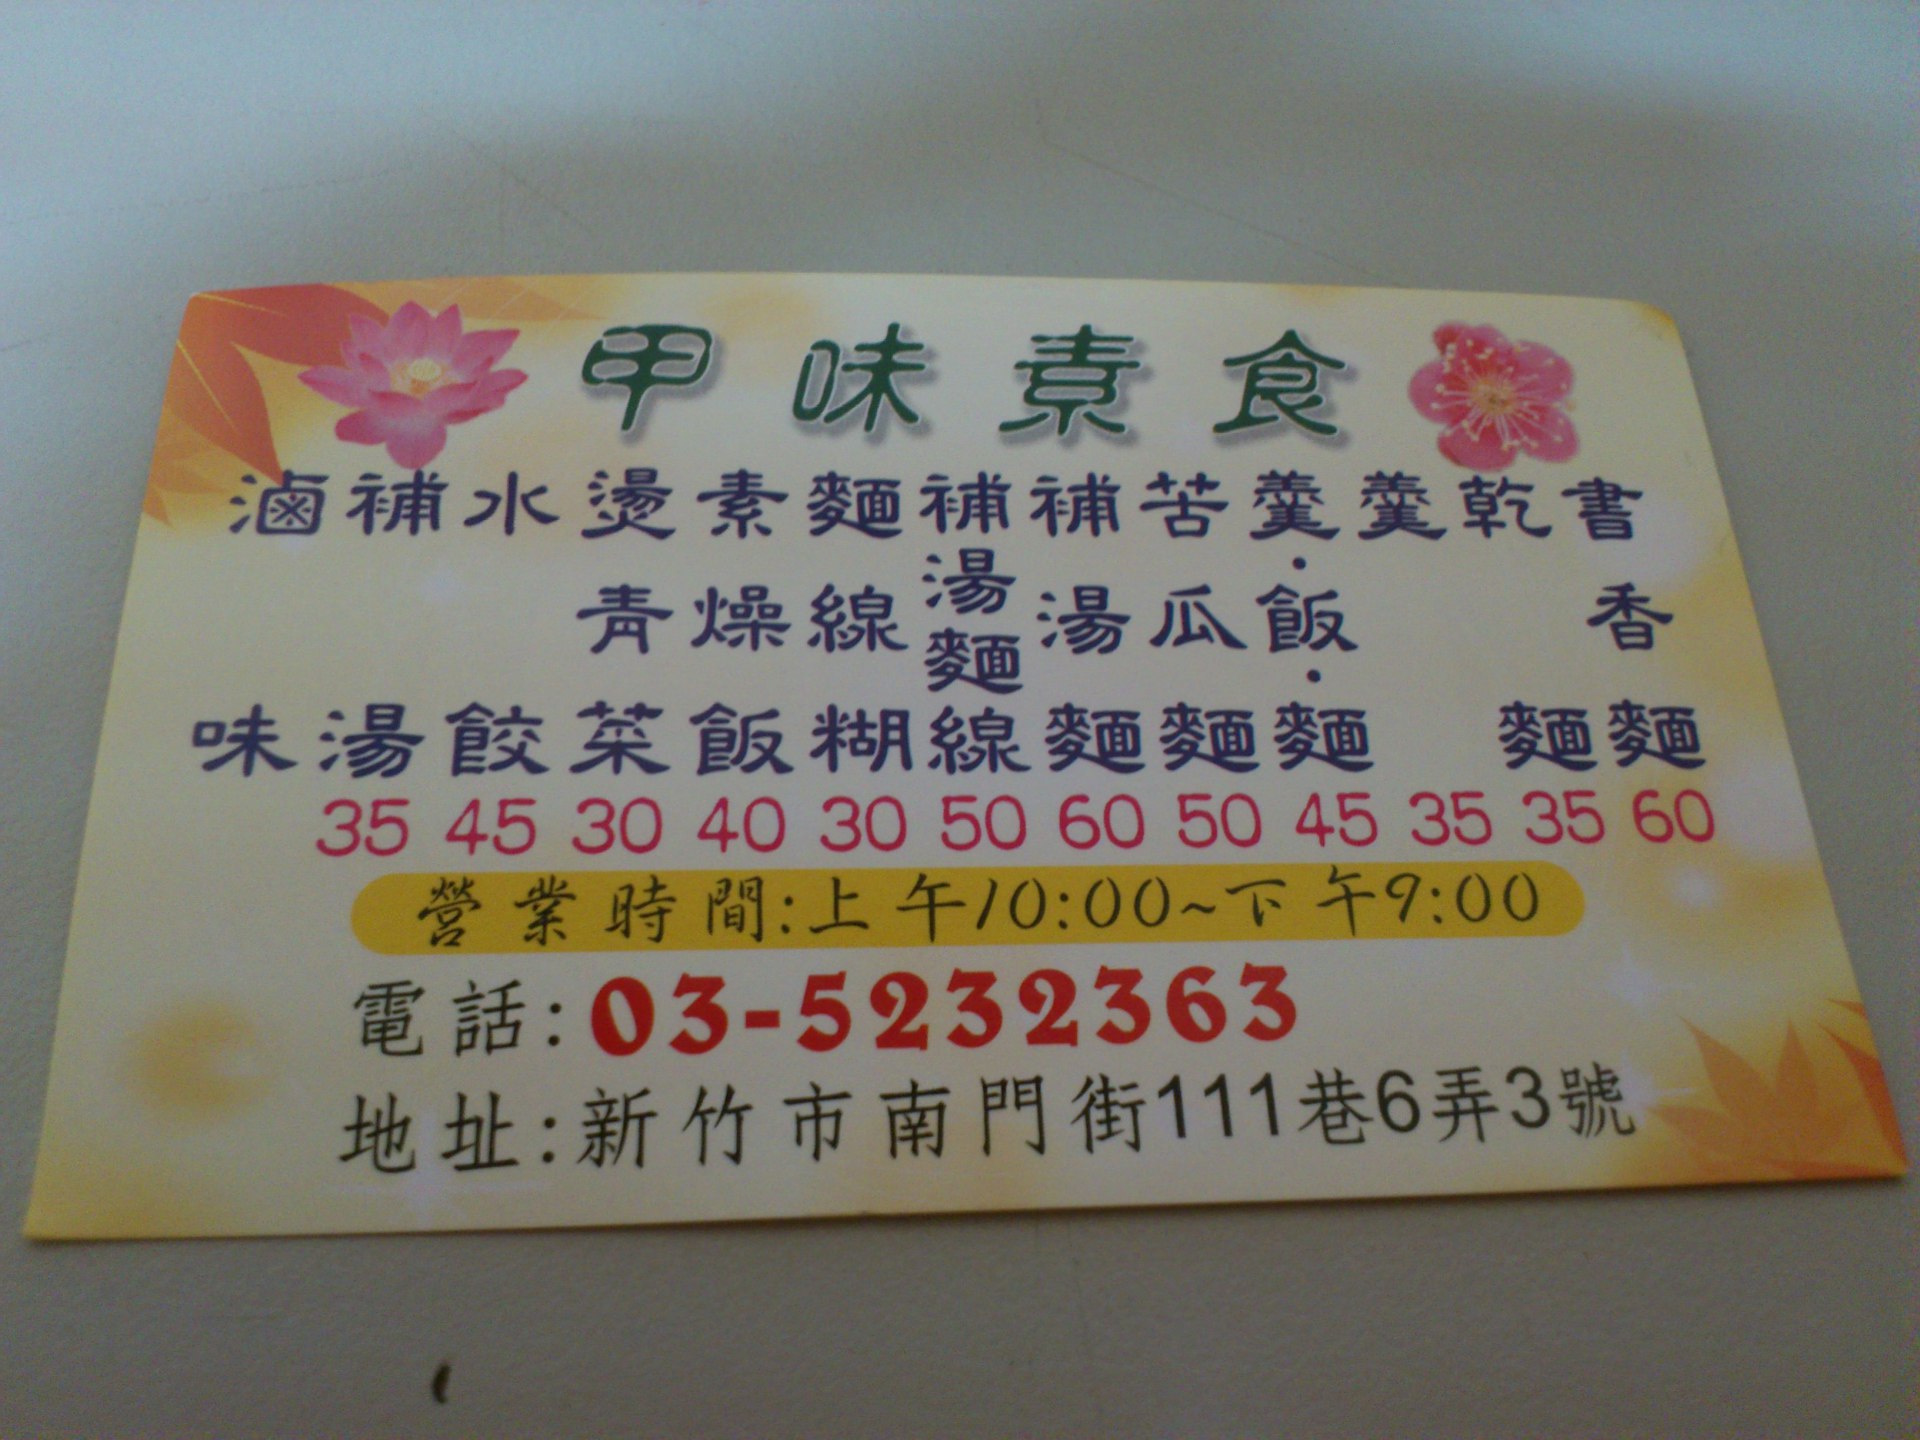 甲味素食
書香麵 60
乾麵 35
羹 35
羹·飯·麵 45
苦瓜麵 50
補湯麵 60
補湯麵線 50
麵線糊 30
素燥飯 40
燙青菜 30
水餃 45
補湯 35
滷味
營業時間:上午10:00~下午9:00
電話:03-5232363
地址:新竹市南門街111巷6弄3號